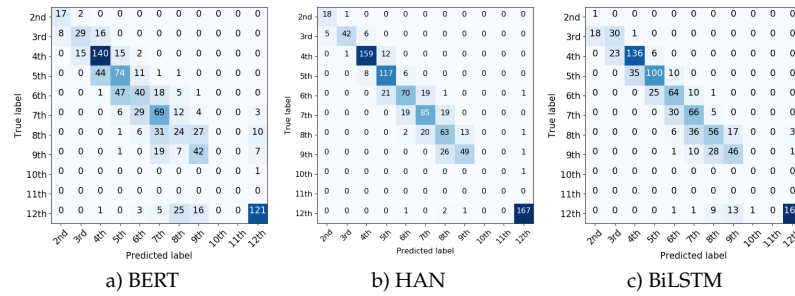 True label
2nd 17 2 0 0 0 0 0 0 0 0 0
3rd 8 29 16 0 0 0 0 0 0 0 0
4th 0 15 140 15 2 0 0 0 0 0 0
5th 0 0 44 74 11 1 1 0 0 0 0
6th 0 0 1 47 40 18 5 1 0 0 0
7th 0 0 0 6 29 69 12 4 0 0 3
8th 0 0 0 1 6 31 24 27 0 0 10
9th 0 0 0 1 1 19 7 42 0 0 7
10th 0 0 0 0 0 0 0 0 0 0 1
11th 0 0 0 0 0 0 0 0 0 0 0
12th 0 0 1 0 3 5 25 16 0 0 121
2nd 3rd 4th 5th 6th 7th 8th 9th 10th 11th 12th
Predicted label
a) BERT
True label
2nd 18 1 0 0 0 0 0 0 0 0 0
3rd 5 42 6 0 0 0 0 0 0 0 0
4th 0 1 159 12 0 0 0 0 0 0 0
5th 0 0 8 117 6 0 0 0 0 0 0
6th 0 0 0 21 70 19 1 0 0 0 0
7th 0 0 0 0 19 85 19 0 0 0 0
8th 0 0 0 0 2 20 63 13 0 0 1
9th 0 0 0 0 0 0 26 49 0 0 1
10th 0 0 0 0 0 0 0 0 0 0 1
11th 0 0 0 0 0 0 0 0 0 0 0
12th 0 0 0 0 1 0 2 1 0 0 167
2nd 3rd 4th 5th 6th 7th 8th 9th 10th 11th 12th
Predicted label
b) HAN
True label
2nd 1 0 0 0 0 0 0 0 0 0 0
3rd 18 30 1 0 0 0 0 0 0 0 0
4th 0 23 136 6 0 0 0 0 0 0 0
5th 0 0 35 100 10 0 0 0 0 0 0
6th 0 0 0 25 64 10 1 0 0 0 0
7th 0 0 0 0 30 66 5 0 0 0 0
8th 0 0 0 0 6 36 56 17 0 0 3
9th 0 0 0 0 1 10 28 46 0 0 1
10th 0 0 0 0 0 0 0 0 0 0 1
11th 0 0 0 0 0 0 0 0 0 0 0
12th 0 0 0 0 1 1 9 13 1 0 16
2nd 3rd 4th 5th 6th 7th 8th 9th 10th 11th 12th
Predicted label
c) BiLSTM